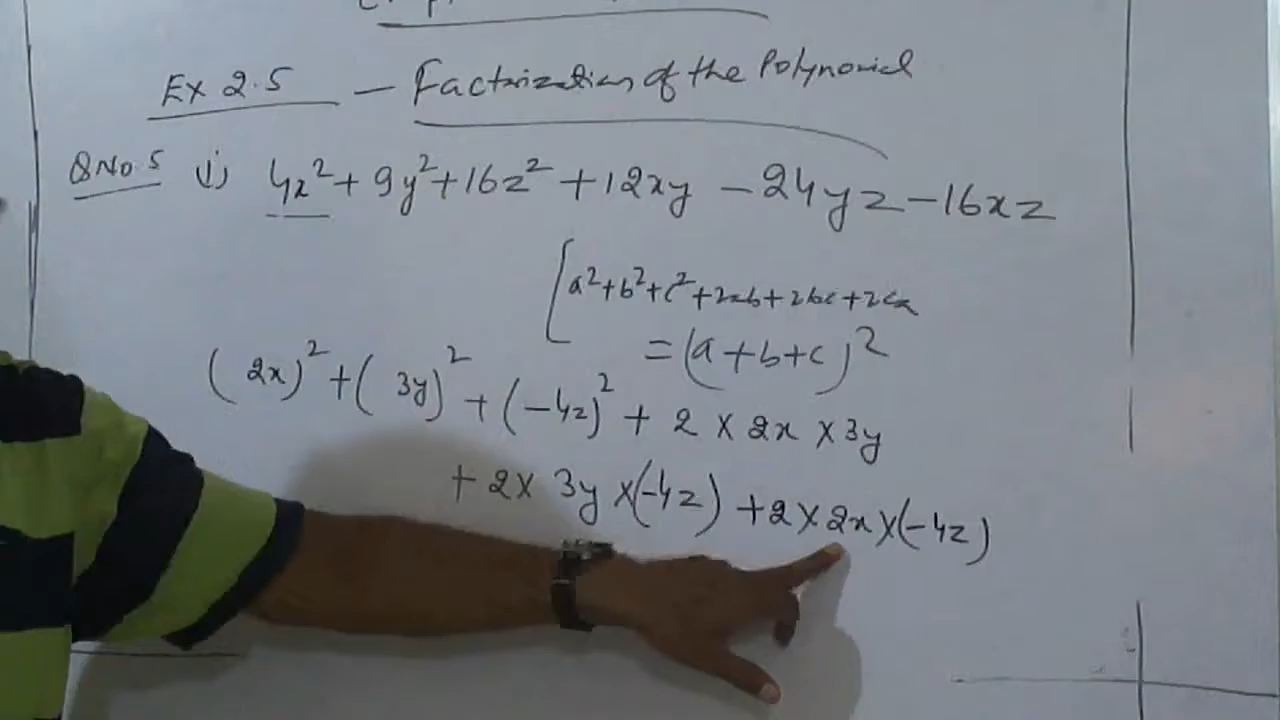 Ex 2.5 — Factorization of the Polynomial
Q No. 5 (i) 4x² + 9y² + 16z² + 12xy - 24yz - 16xz
[a² + b² + c² + 2ab + 2bc + 2ca
= (a + b + c)²
(2x)² + (3y)² + (-4z)² + 2 × 2x × 3y
+ 2 × 3y × (-4z) + 2 × 2x × (-4z)